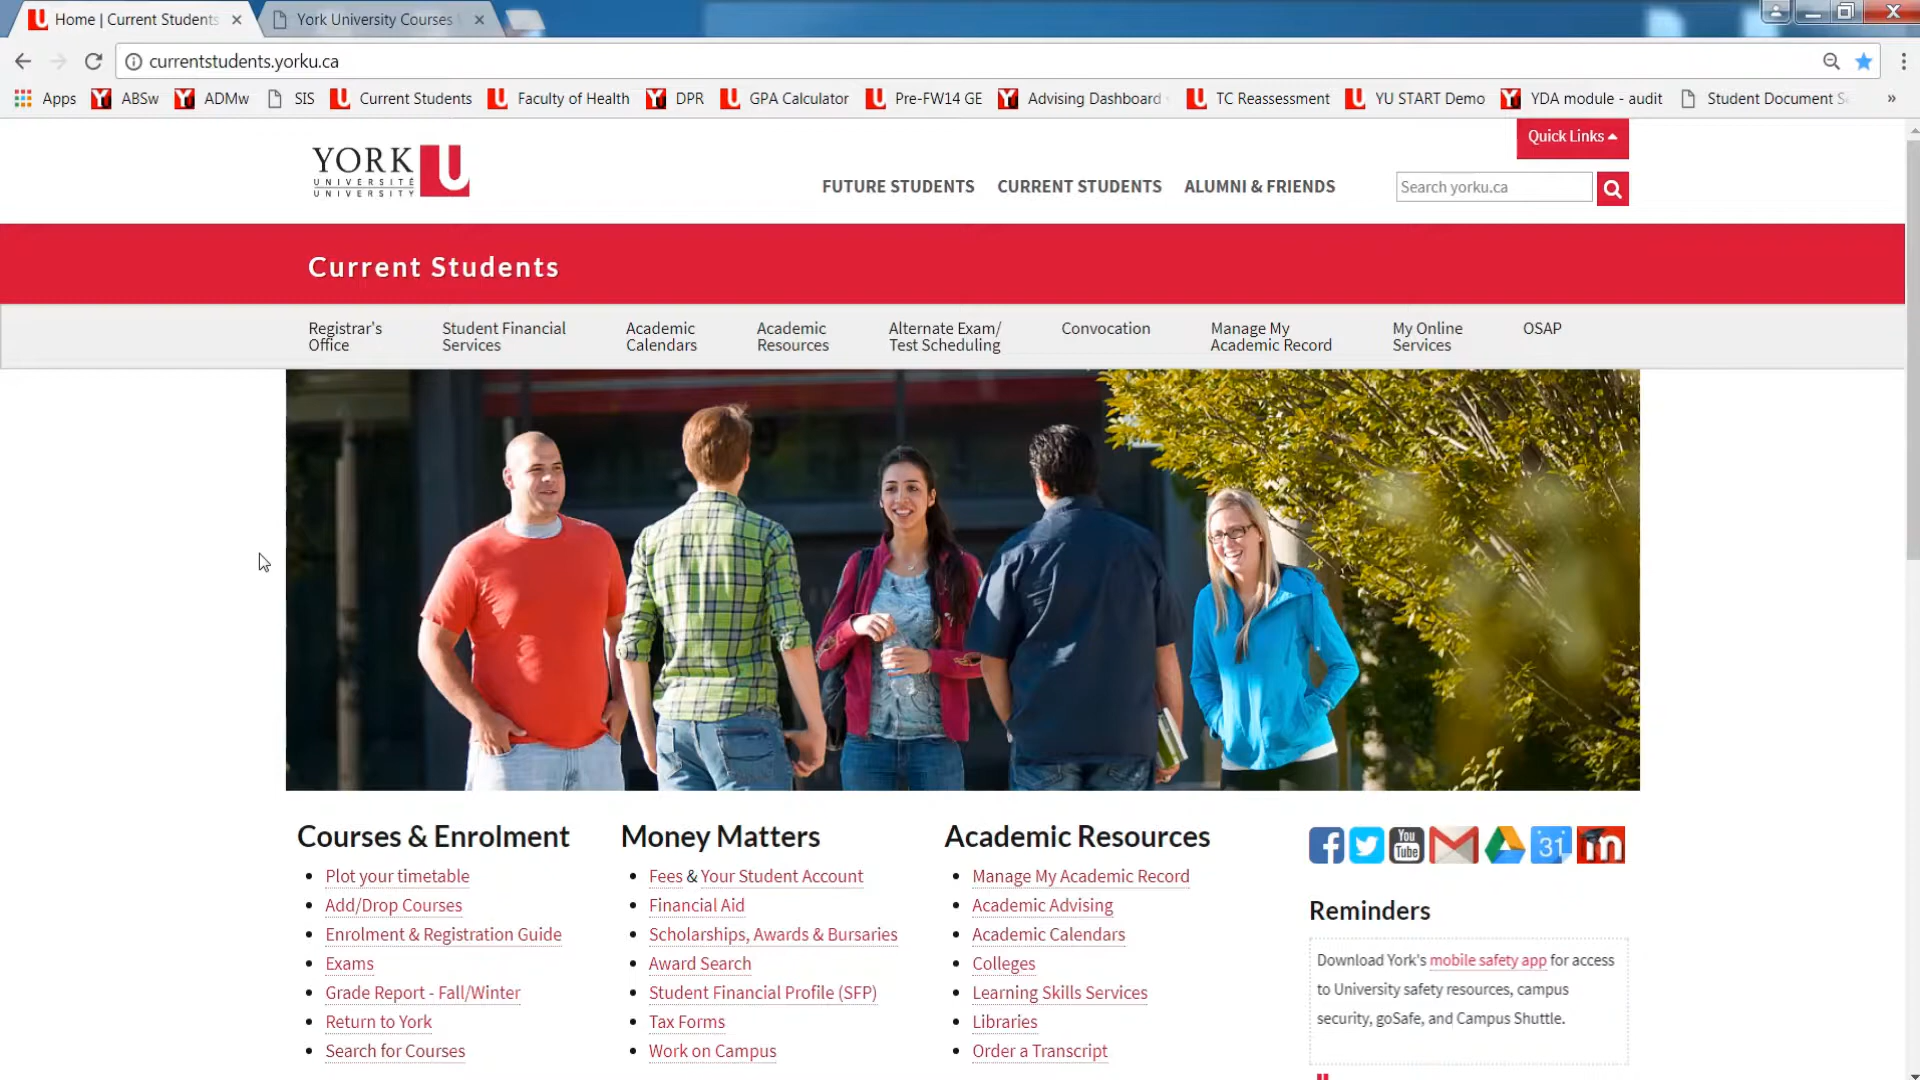 Home | Current Students
York University Courses
currentstudents.yorku.ca
Apps ABSw ADMw SIS Current Students Faculty of Health DPR GPA Calculator Pre-FW14 GE Advising Dashboard TC Reassessment YU START Demo YDA module - audit Student Document S »
Quick Links
YORK U
UNIVERSITÉ
UNIVERSITY
FUTURE STUDENTS CURRENT STUDENTS ALUMNI & FRIENDS
Search yorku.ca
Current Students
Registrar's
Office
Student Financial
Services
Academic
Calendars
Academic
Resources
Alternate Exam/
Test Scheduling
Convocation
Manage My
Academic Record
My Online
Services
OSAP
Courses & Enrolment
Plot your timetable
Add/Drop Courses
Enrolment & Registration Guide
Exams
Grade Report - Fall/Winter
Return to York
Search for Courses
Money Matters
Fees & Your Student Account
Financial Aid
Scholarships, Awards & Bursaries
Award Search
Student Financial Profile (SFP)
Tax Forms
Work on Campus
Academic Resources
Manage My Academic Record
Academic Advising
Academic Calendars
Colleges
Learning Skills Services
Libraries
Order a Transcript
You
Tube
31
m
Reminders
Download York's mobile safety app for access
to University safety resources, campus
security, goSafe, and Campus Shuttle.